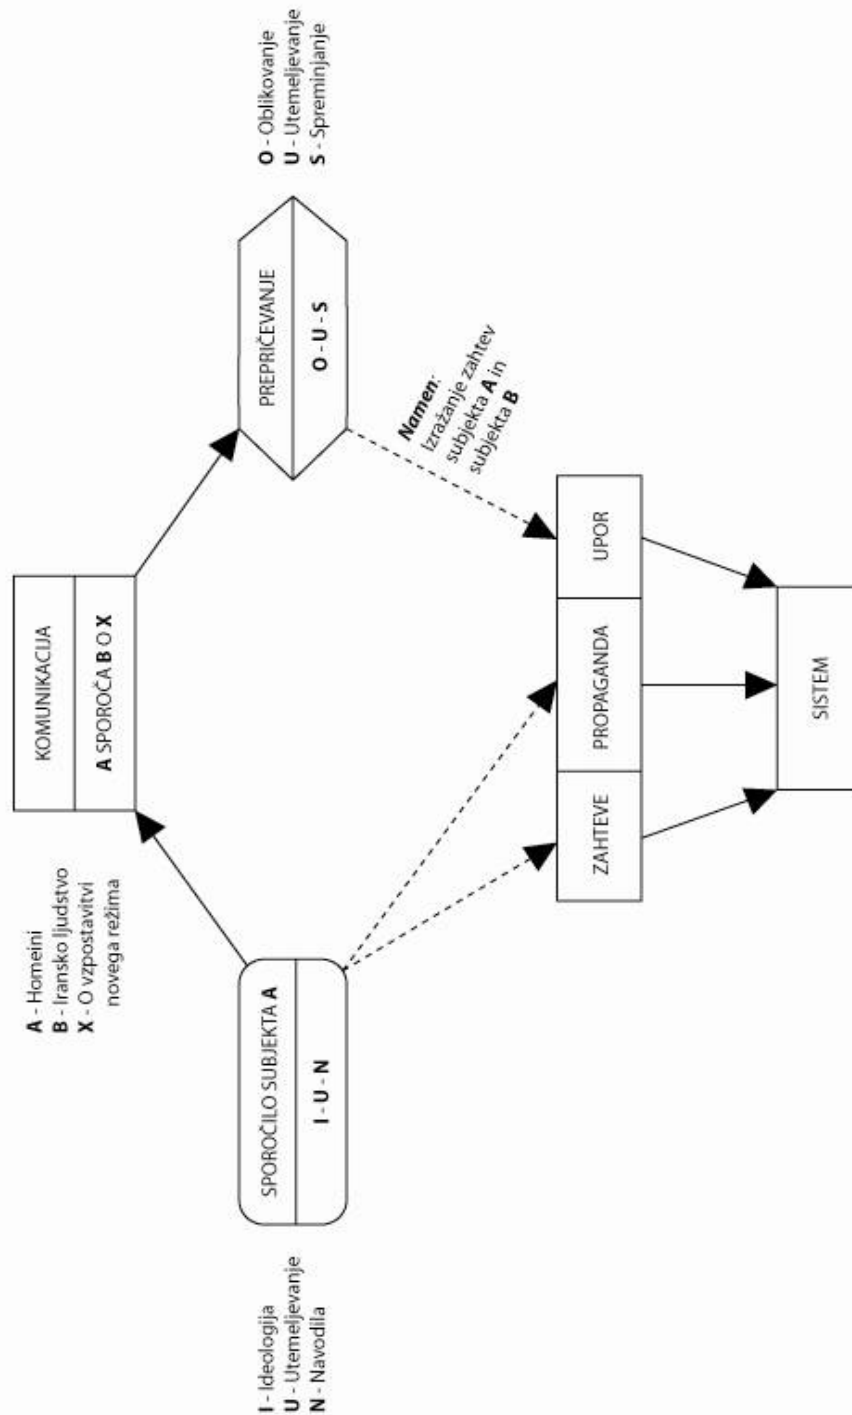 A - Homeini
B - Iransko ljudstvo
X - O vzpostavitvi
novega režima
KOMUNIKACIJA
A SPOROČA B O X
I - Ideologija
U - Utemeljevanje
N - Navodila
SPOROČILO SUBJEKTA A
I - U - N
PREPRIČEVANJE
O - U - S
O - Oblikovanje
U - Utemeljevanje
S - Spreminjanje
Namen:
Izražanje zahtev
subjekta A in
subjekta B
ZAHTEVE
PROPAGANDA
UPOR
SISTEM